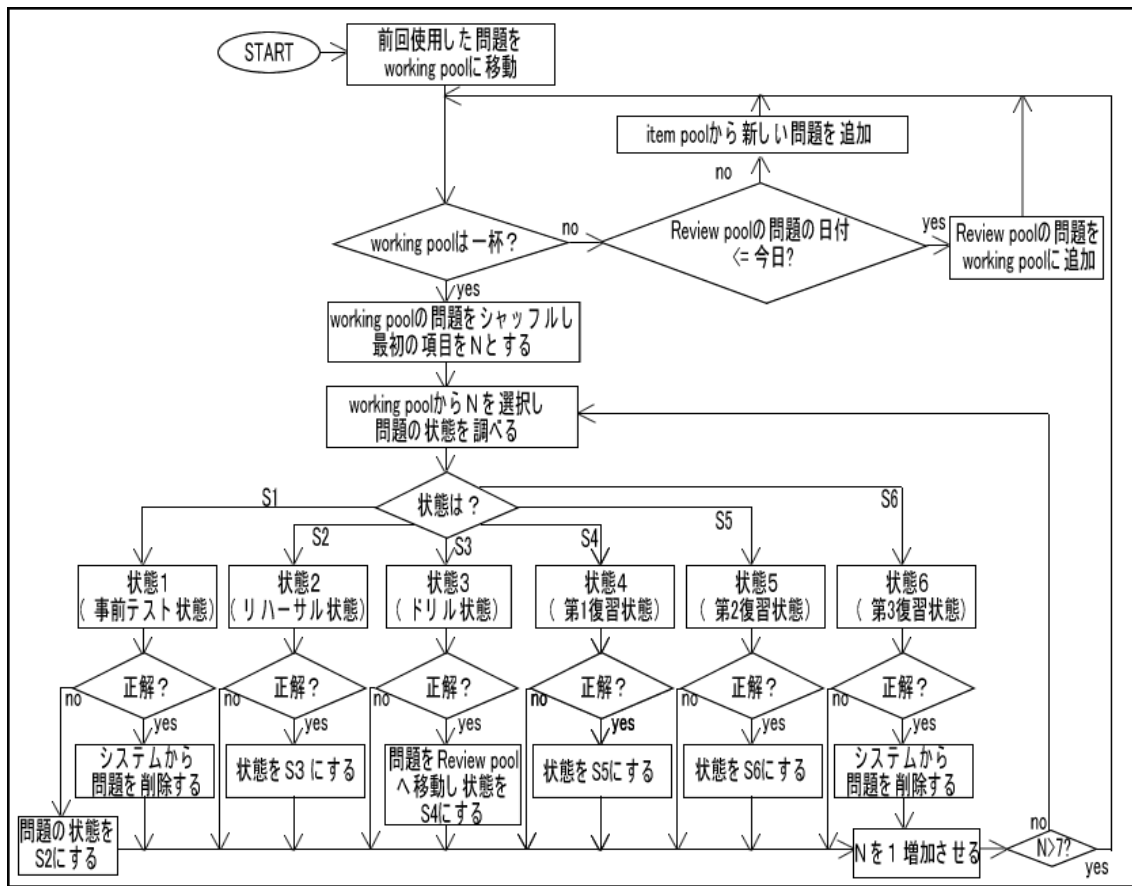 START
前回使用した問題を
working poolに移動
item poolから新しい問題を追加
no
working poolは一杯？
no
Review poolの問題の日付
<= 今日?
yes
Review poolの問題を
working poolに追加
yes
working poolの問題をシャッフルし
最初の項目をNとする
working poolからNを選択し
問題の状態を調べる
状態は？
S1
S2
S3
S4
S5
S6
状態1
( 事前テスト状態)
状態2
(リハーサル状態)
状態3
( ドリル状態)
状態4
( 第1復習状態)
状態5
( 第2復習状態)
状態6
( 第3復習状態)
正解？
正解？
正解？
正解？
正解？
正解？
no
no
no
no
no
no
yes
yes
yes
yes
yes
yes
システムから
問題を削除する
状態をS3にする
問題をReview pool
へ移動し状態を
S4にする
状態をS5にする
状態をS6にする
システムから
問題を削除する
問題の状態を
S2にする
Nを1増加させる
no
N>7?
yes